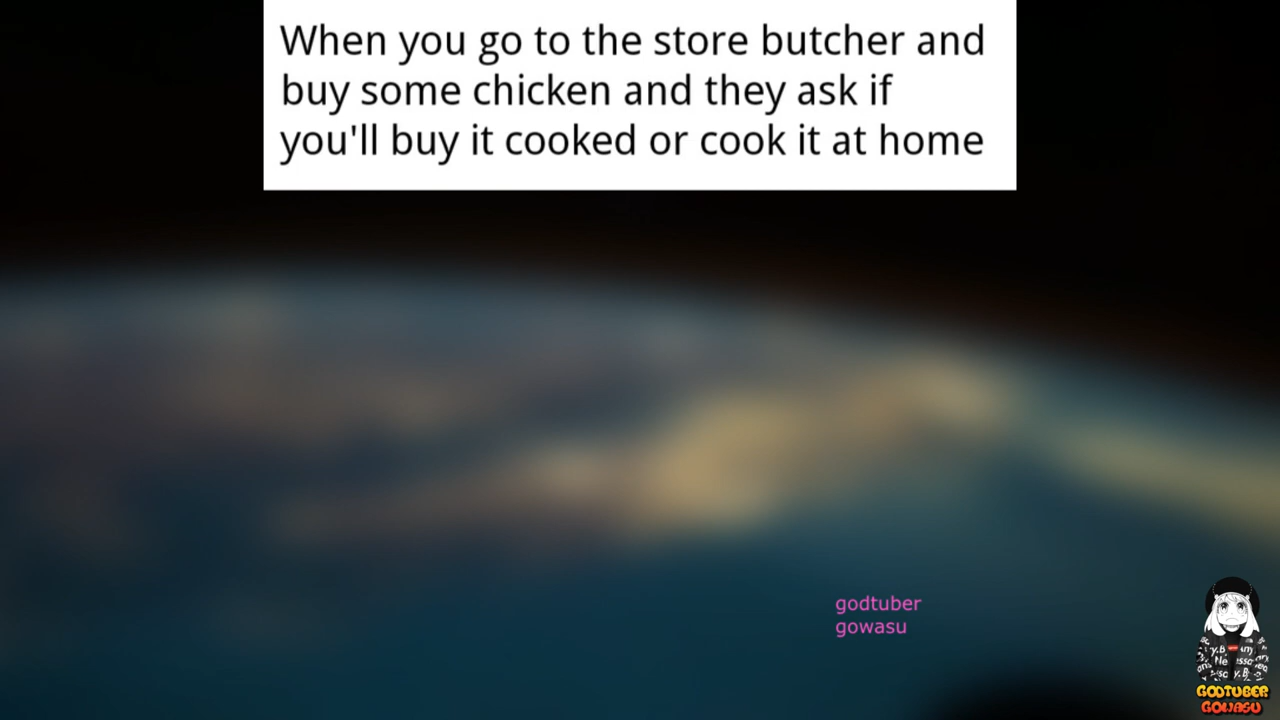 When you go to the store butcher and
buy some chicken and they ask if
you'll buy it cooked or cook it at home
godtuber
gowasu
GODTUBER
GOWASU